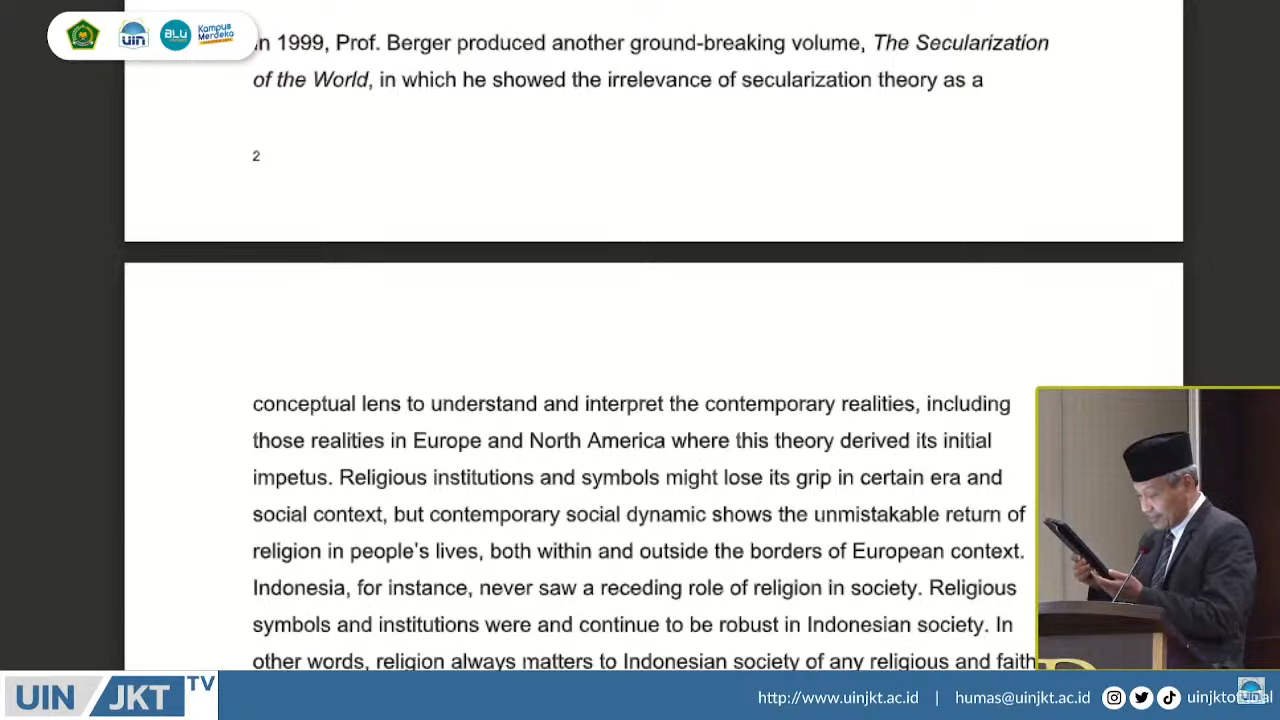 uin
BLU
Kampus
Merdeka
In 1999, Prof. Berger produced another ground-breaking volume, The Secularization
of the World, in which he showed the irrelevance of secularization theory as a
2
conceptual lens to understand and interpret the contemporary realities, including
those realities in Europe and North America where this theory derived its initial
impetus. Religious institutions and symbols might lose its grip in certain era and
social context, but contemporary social dynamic shows the unmistakable return of
religion in people's lives, both within and outside the borders of European context.
Indonesia, for instance, never saw a receding role of religion in society. Religious
symbols and institutions were and continue to be robust in Indonesian society. In
other words, religion always matters to Indonesian society of any religious and faith
UIN JKT TV
http://www.uinjkt.ac.id | humas@uinjkt.ac.id uinjktofficial